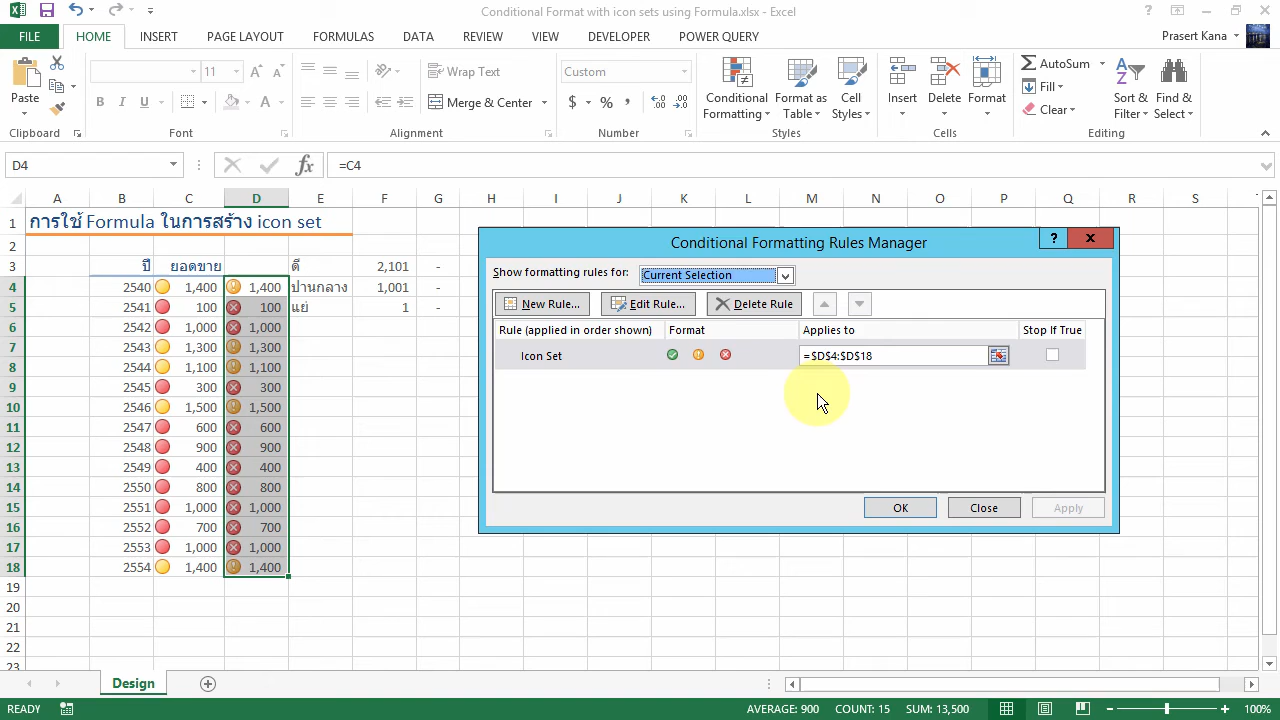 Conditional Format with icon sets using Formula.xlsx - Excel
FILE HOME INSERT PAGE LAYOUT FORMULAS DATA REVIEW VIEW DEVELOPER POWER QUERY Prasert Kana
11 Wrap Text Custom AutoSum
Paste B I U Merge & Center $ % Conditional Formatting Format as Table Cell Styles Insert Delete Format Fill Clear Sort & Filter Find & Select
Clipboard Font Alignment Number Styles Cells Editing
D4 fx =C4
A B C D E F G H I J K L M N O P Q R S
1 การใช้ Formula ในการสร้าง icon set
2
3 ปี ยอดขาย ดี 2,101 -
4 2540 1,400 1,400 ปานกลาง 1,001 -
5 2541 100 100 แย่ 1 -
6 2542 1,000 1,000
7 2543 1,300 1,300
8 2544 1,100 1,100
9 2545 300 300
10 2546 1,500 1,500
11 2547 600 600
12 2548 900 900
13 2549 400 400
14 2550 800 800
15 2551 1,000 1,000
16 2552 700 700
17 2553 1,000 1,000
18 2554 1,400 1,400
19
20
21
22
23
Conditional Formatting Rules Manager
Show formatting rules for: Current Selection
New Rule... Edit Rule... Delete Rule
Rule (applied in order shown) Format Applies to Stop If True
Icon Set =$D$4:$D$18
OK Close Apply
Design
READY AVERAGE: 900 COUNT: 15 SUM: 13,500 100%